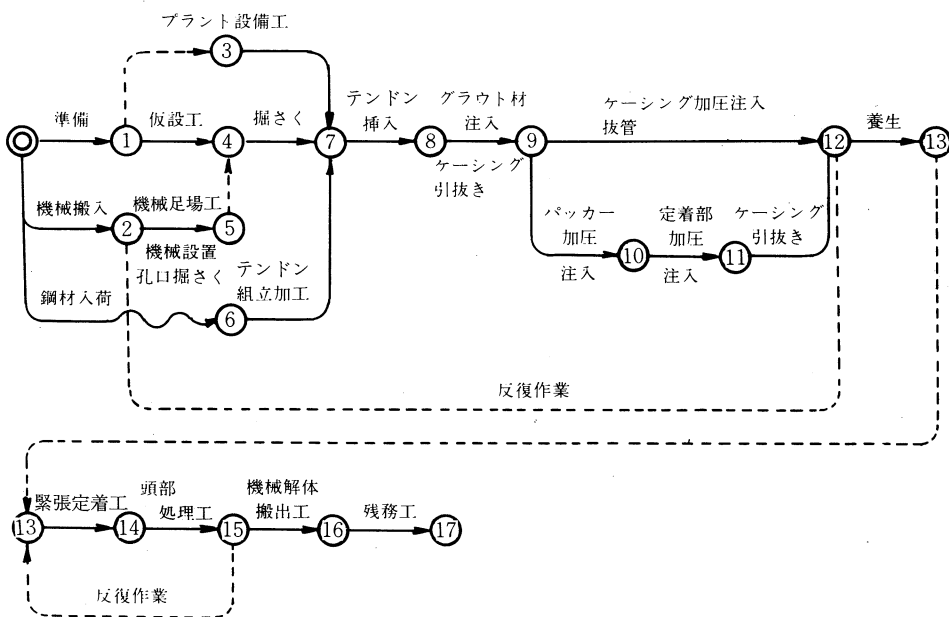 プラント設備工
③
準備
仮設工
掘さく
テンドン
挿入
グラウト材
注入
ケーシング加圧注入
抜管
養生
①
④
⑦
⑧
⑨
⑫
⑬
ケーシング
引抜き
機械搬入
機械足場工
②
⑤
機械設置
孔口掘さく
パッカー
加圧
注入
定着部
加圧
注入
ケーシング
引抜き
⑩
⑪
鋼材入荷
テンドン
組立加工
⑥
反復作業
緊張定着工
頭部
処理工
機械解体
搬出工
残務工
⑬
⑭
⑮
⑯
⑰
反復作業